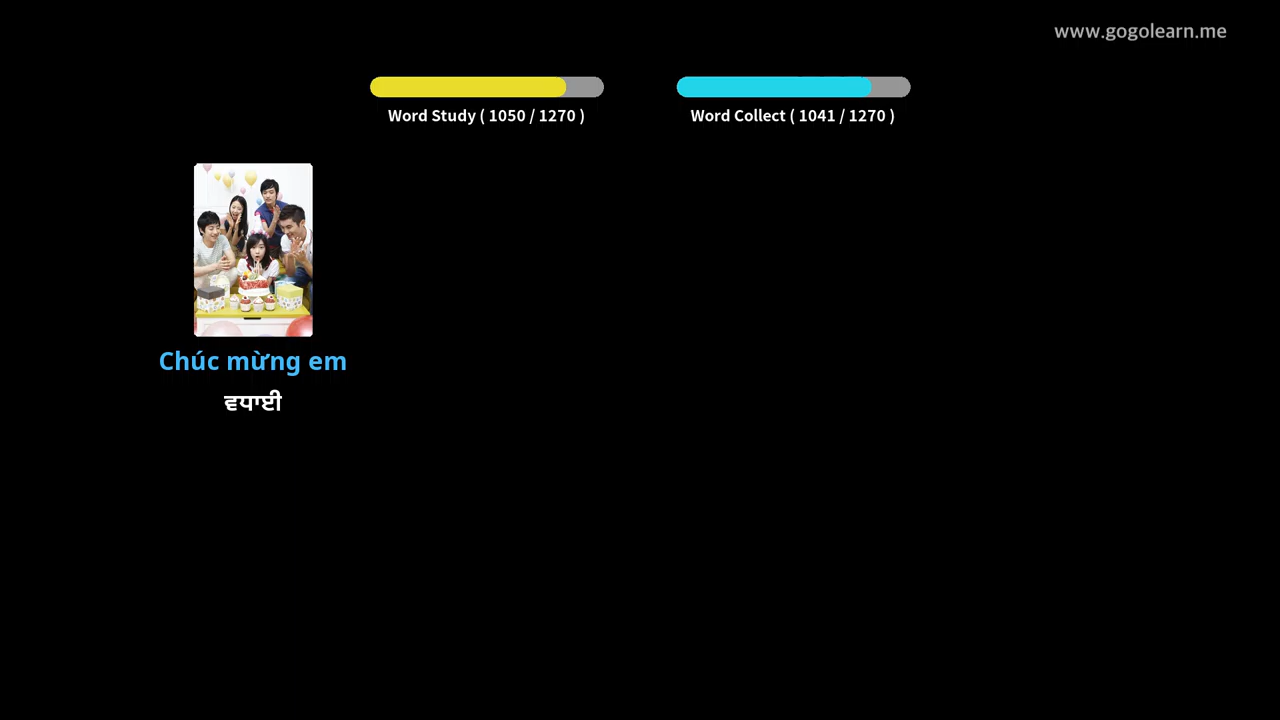 www.gogolearn.me
Word Study ( 1050 / 1270 )
Word Collect ( 1041 / 1270 )
Chúc mừng em
ਵਧਾਈ